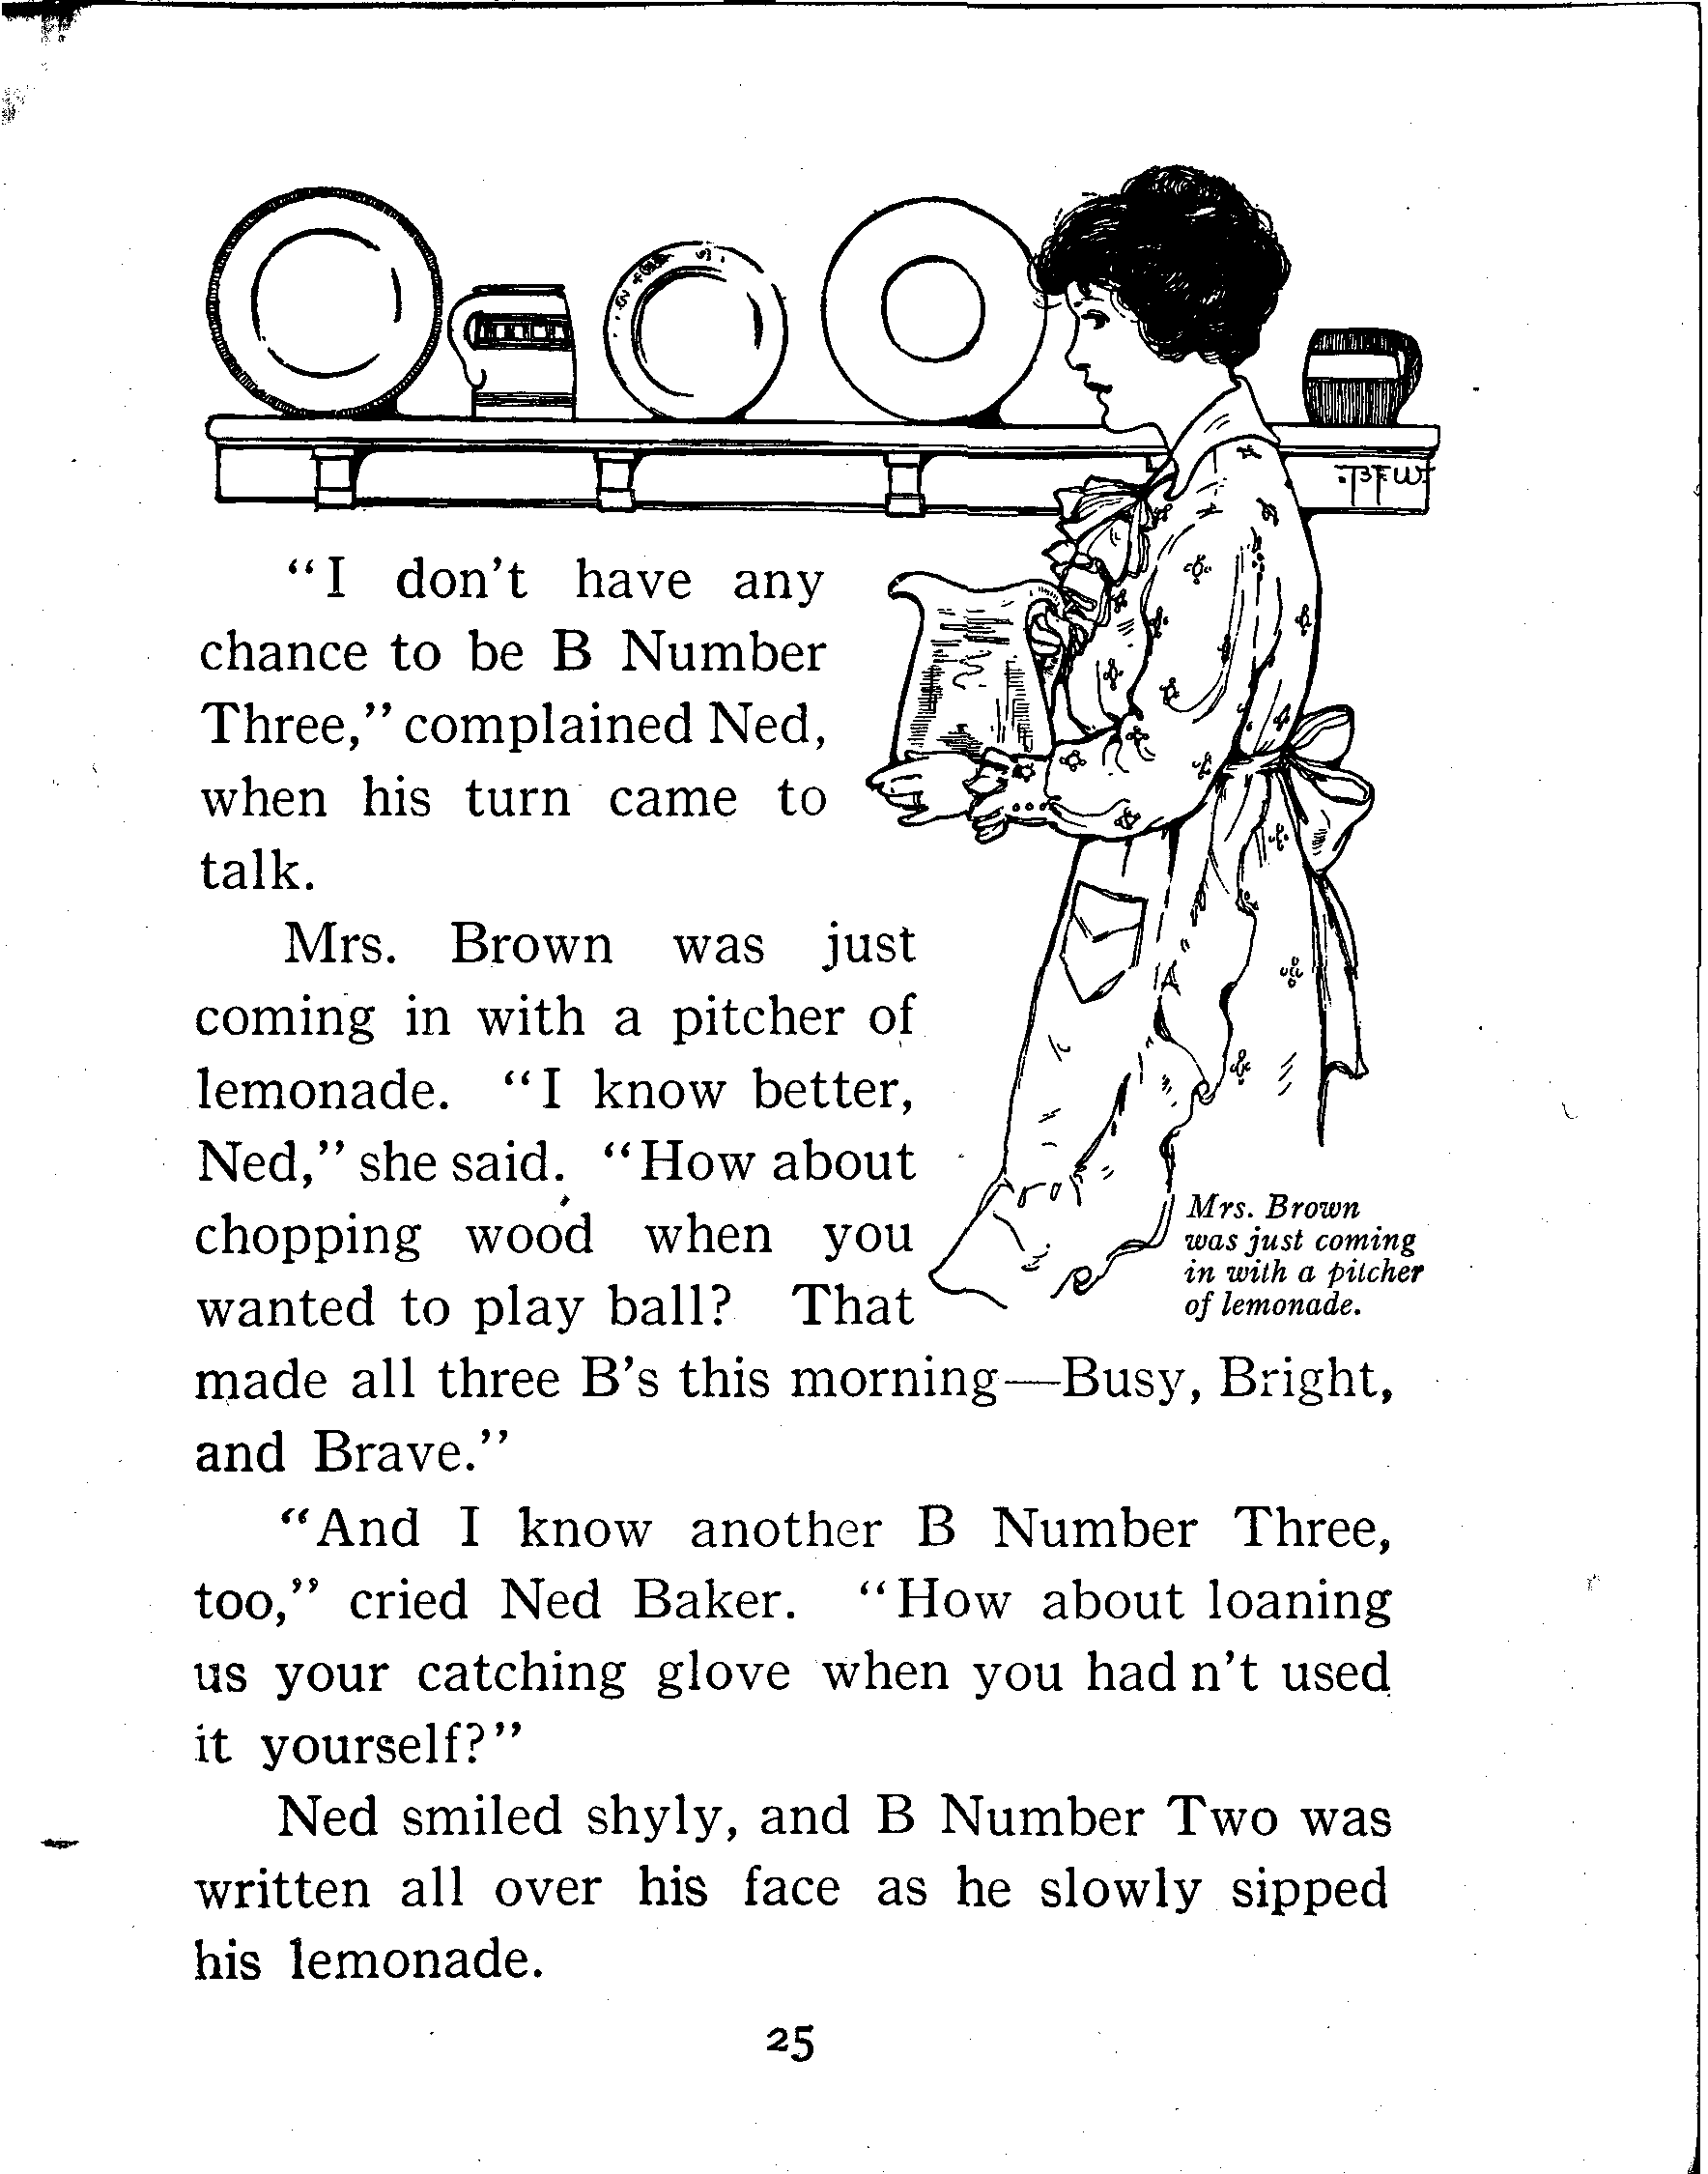 B.F.W.
"I don't have any
chance to be B Number
Three," complained Ned,
when his turn came to
talk.
Mrs. Brown was just
coming in with a pitcher of
lemonade. "I know better,
Ned," she said. "How about
chopping wood when you
wanted to play ball? That
made all three B's this morning—Busy, Bright,
and Brave."
Mrs. Brown
was just coming
in with a pitcher
of lemonade.
"And I know another B Number Three,
too," cried Ned Baker. "How about loaning
us your catching glove when you had n't used
it yourself?"
Ned smiled shyly, and B Number Two was
written all over his face as he slowly sipped
his lemonade.
25